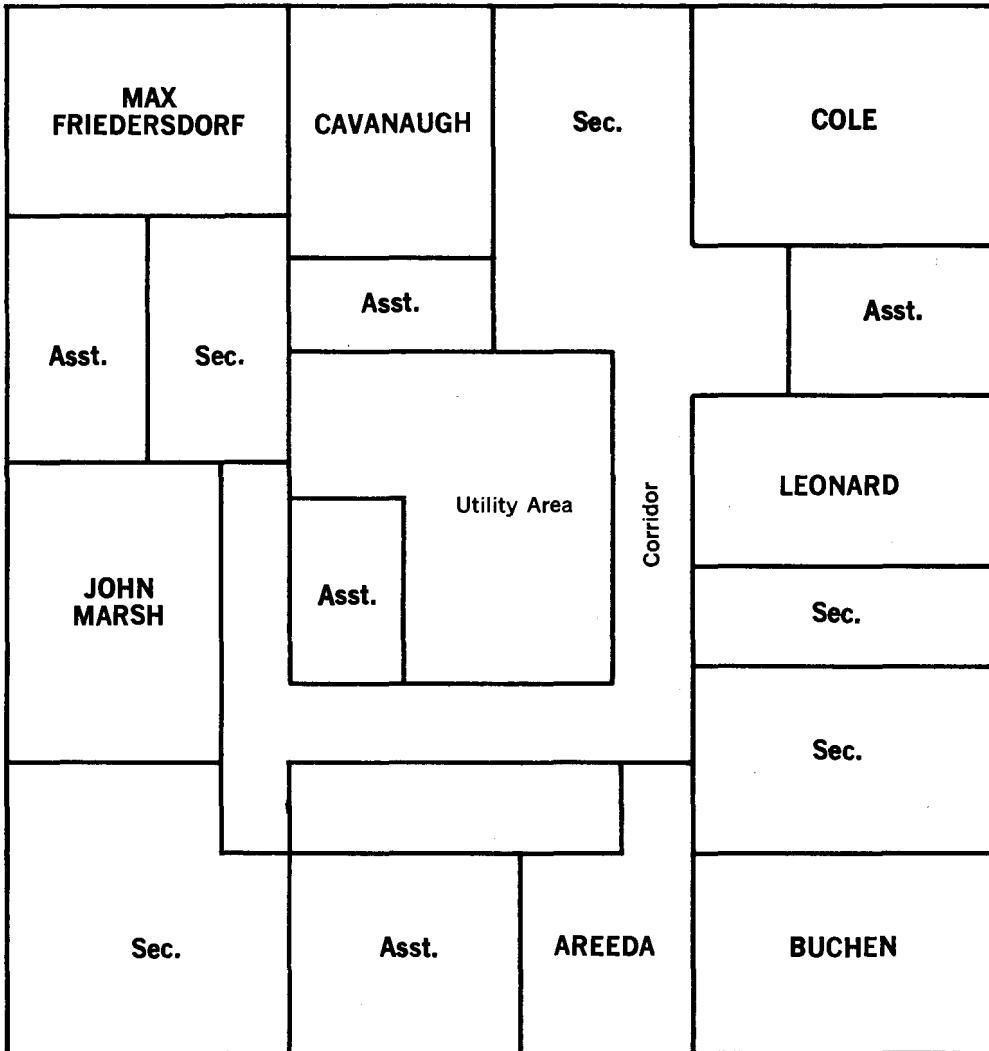 MAX
FRIEDERSDORF
CAVANAUGH
Sec.
COLE
Asst.
Sec.
Asst.
Asst.
JOHN
MARSH
Asst.
Utility Area
Corridor
LEONARD
Sec.
Sec.
Sec.
Asst.
AREEDA
BUCHEN